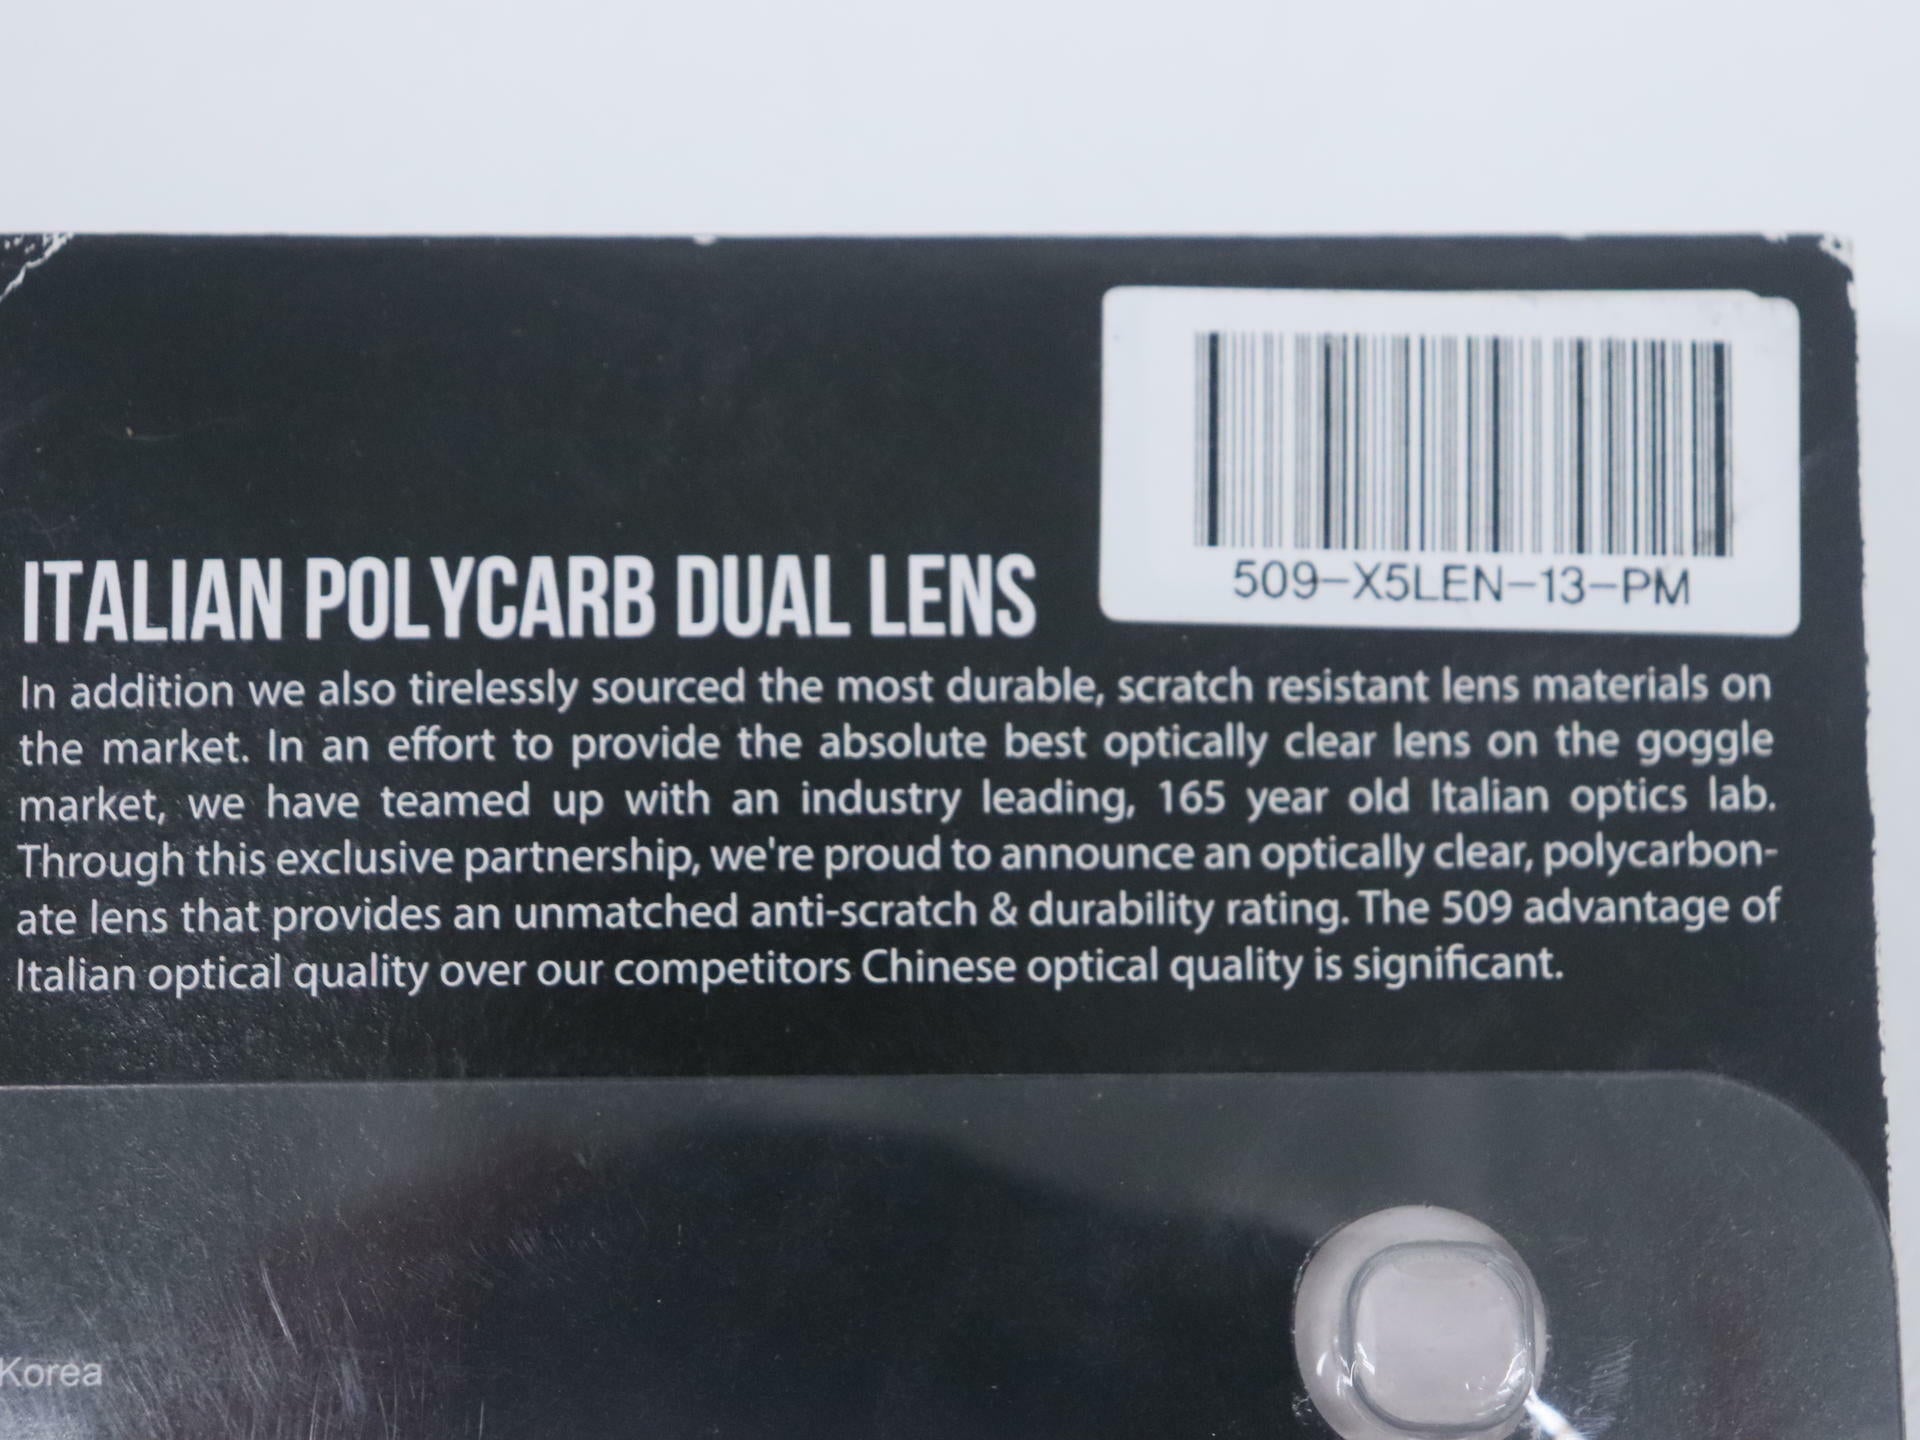 509-X5LEN-13-PM
ITALIAN POLYCARB DUAL LENS
In addition we also tirelessly sourced the most durable, scratch resistant lens materials on
the market. In an effort to provide the absolute best optically clear lens on the goggle
market, we have teamed up with an industry leading, 165 year old Italian optics lab.
Through this exclusive partnership, we're proud to announce an optically clear, polycarbon-
ate lens that provides an unmatched anti-scratch & durability rating. The 509 advantage of
Italian optical quality over our competitors Chinese optical quality is significant.
Korea